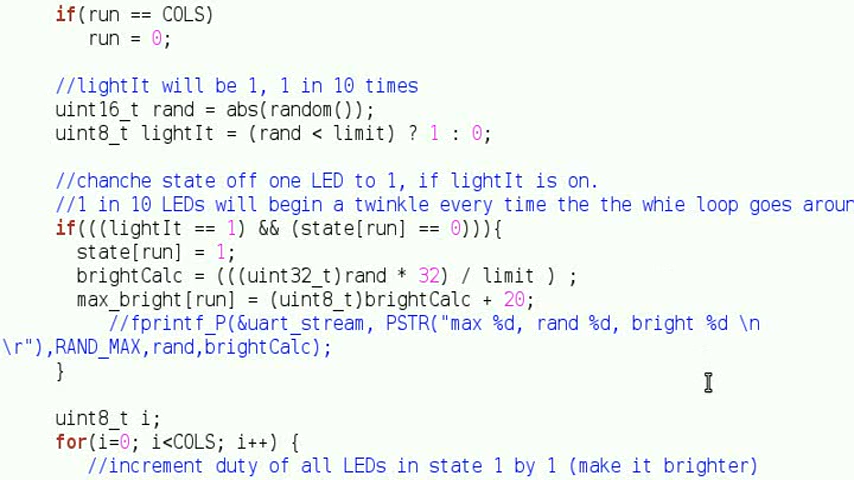 if(run == COLS)
run = 0;
//lightIt will be 1, 1 in 10 times
uint16_t rand = abs(random());
uint8_t lightIt = (rand < limit) ? 1 : 0;
//chanche state off one LED to 1, if lightIt is on.
//1 in 10 LEDs will begin a twinkle every time the the whie loop goes aroun
if(((lightIt == 1) && (state[run] == 0))){
state[run] = 1;
brightCalc = (((uint32_t)rand * 32) / limit ) ;
max_bright[run] = (uint8_t)brightCalc + 20;
//fprintf_P(&uart_stream, PSTR("max %d, rand %d, bright %d \n
\r"),RAND_MAX,rand,brightCalc);
}
uint8_t i;
for(i=0; i<COLS; i++) {
//increment duty of all LEDs in state 1 by 1 (make it brighter)